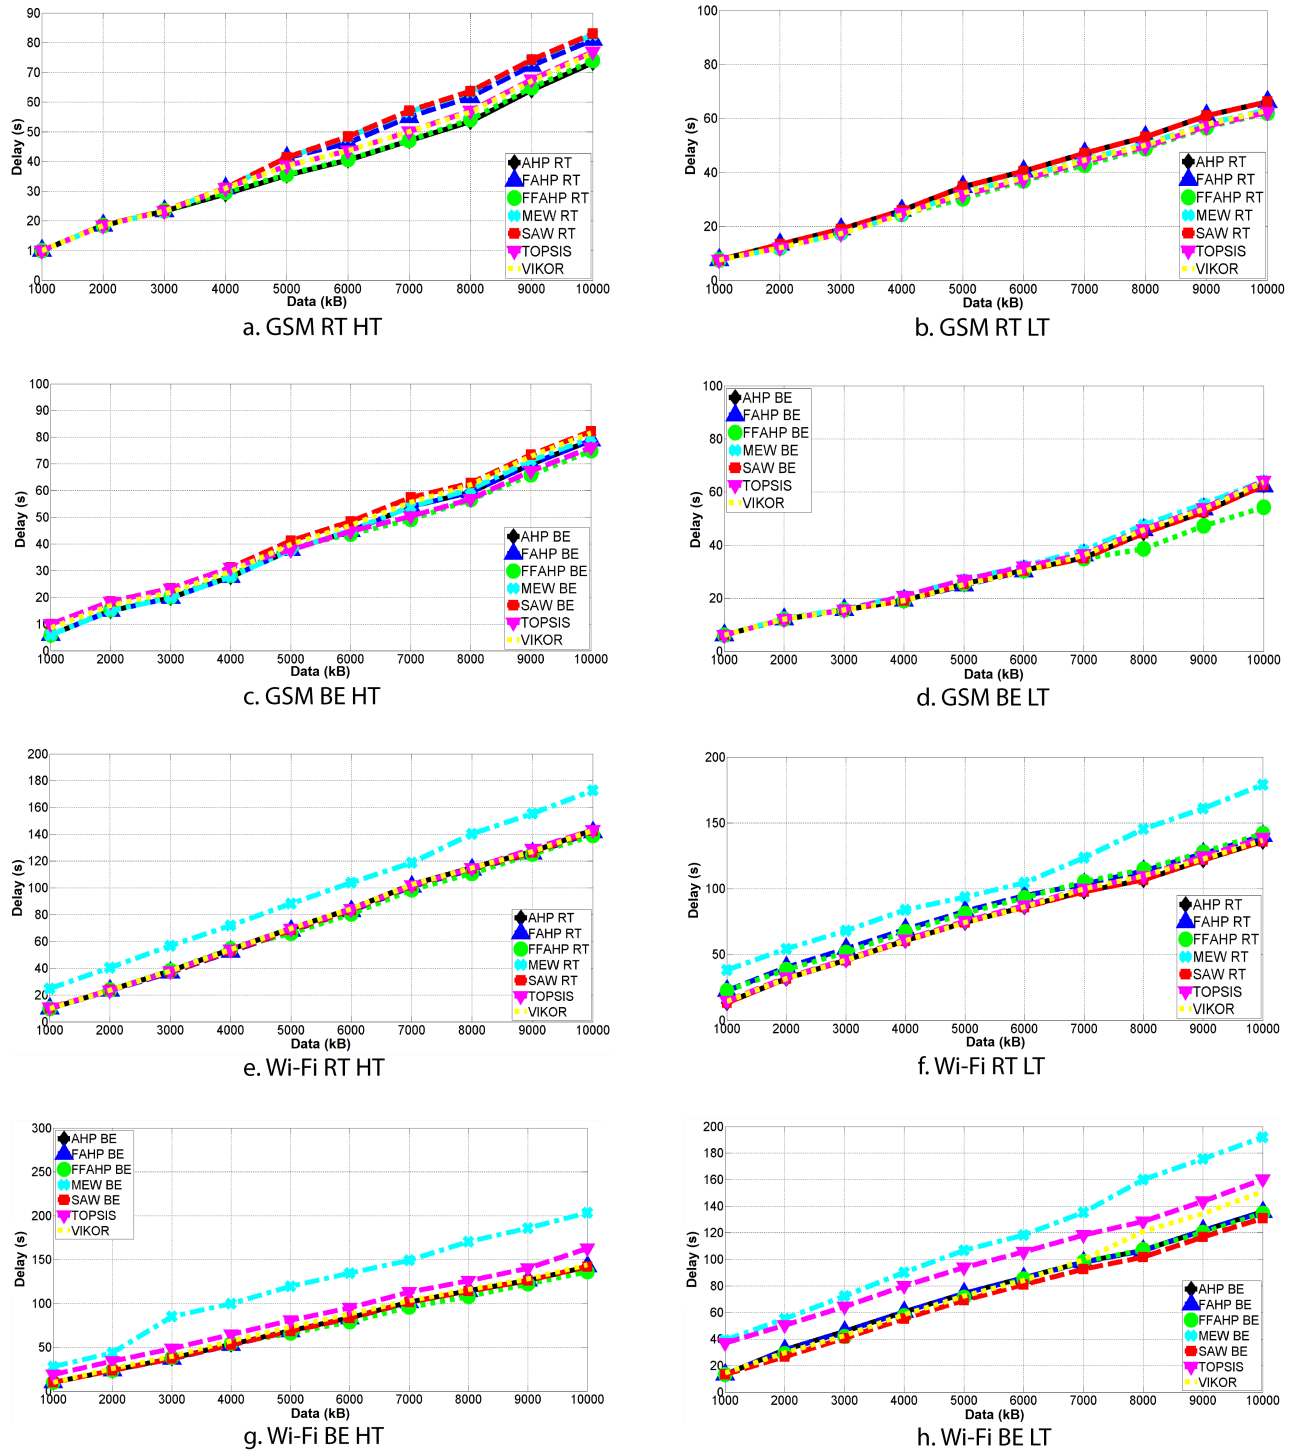 90
80
70
60
50
40
30
20
10
0
Delay (s)
AHP RT
FAHP RT
FFAHP RT
MEW RT
SAW RT
TOPSIS
VIKOR
1000 2000 3000 4000 5000 6000 7000 8000 9000 10000
Data (kB)
a. GSM RT HT
100
80
60
40
20
0
Delay (s)
AHP RT
FAHP RT
FFAHP RT
MEW RT
SAW RT
TOPSIS
VIKOR
1000 2000 3000 4000 5000 6000 7000 8000 9000 10000
Data (kB)
b. GSM RT LT
100
90
80
70
60
50
40
30
20
10
0
Delay (s)
AHP BE
FAHP BE
FFAHP BE
MEW BE
SAW BE
TOPSIS
VIKOR
1000 2000 3000 4000 5000 6000 7000 8000 9000 10000
Data (kB)
c. GSM BE HT
100
80
60
40
20
0
Delay (s)
AHP BE
FAHP BE
FFAHP BE
MEW BE
SAW BE
TOPSIS
VIKOR
1000 2000 3000 4000 5000 6000 7000 8000 9000 10000
Data (kB)
d. GSM BE LT
200
180
160
140
120
100
80
60
40
20
0
Delay (s)
AHP RT
FAHP RT
FFAHP RT
MEW RT
SAW RT
TOPSIS
VIKOR
1000 2000 3000 4000 5000 6000 7000 8000 9000 10000
Data (kB)
e. Wi-Fi RT HT
200
150
100
50
0
Delay (s)
AHP RT
FAHP RT
FFAHP RT
MEW RT
SAW RT
TOPSIS
VIKOR
1000 2000 3000 4000 5000 6000 7000 8000 9000 10000
Data (kB)
f. Wi-Fi RT LT
300
250
200
150
100
50
0
Delay (s)
AHP BE
FAHP BE
FFAHP BE
MEW BE
SAW BE
TOPSIS
VIKOR
1000 2000 3000 4000 5000 6000 7000 8000 9000 10000
Data (kB)
g. Wi-Fi BE HT
200
180
160
140
120
100
80
60
40
20
0
Delay (s)
AHP BE
FAHP BE
FFAHP BE
MEW BE
SAW BE
TOPSIS
VIKOR
1000 2000 3000 4000 5000 6000 7000 8000 9000 10000
Data (kB)
h. Wi-Fi BE LT